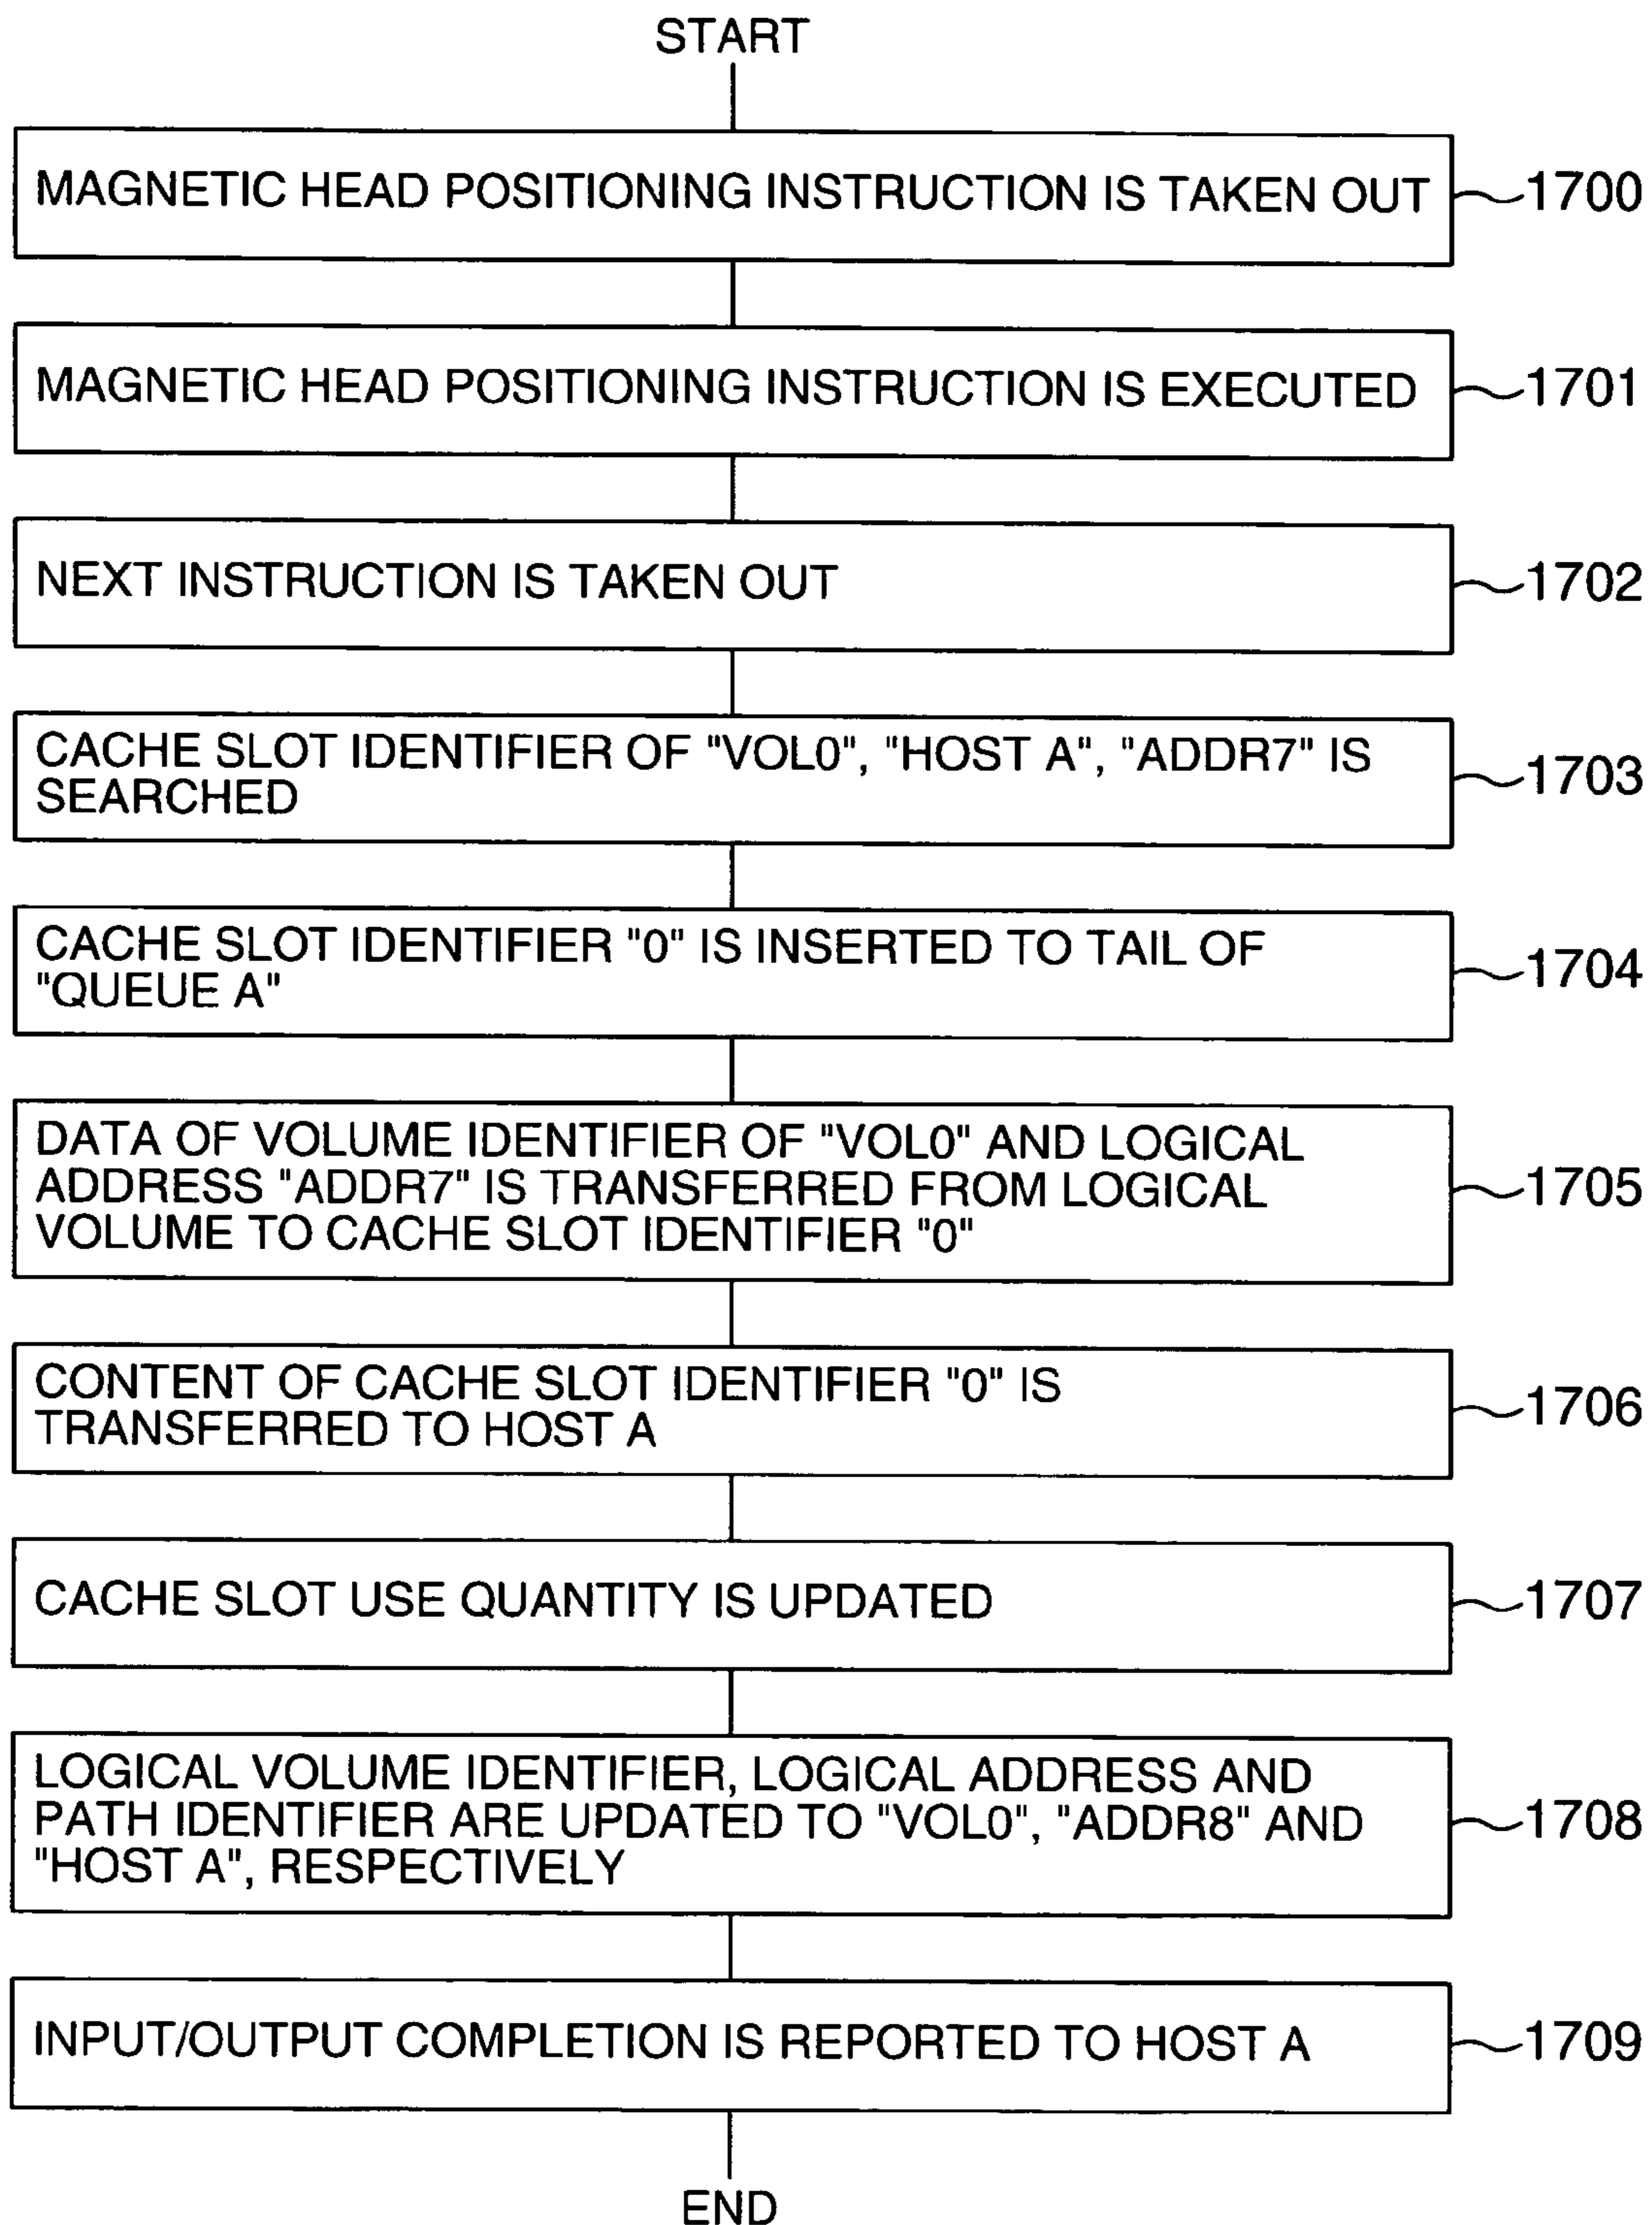 START
MAGNETIC HEAD POSITIONING INSTRUCTION IS TAKEN OUT
1700
MAGNETIC HEAD POSITIONING INSTRUCTION IS EXECUTED
1701
NEXT INSTRUCTION IS TAKEN OUT
1702
CACHE SLOT IDENTIFIER OF "VOL0", "HOST A", "ADDR7" IS
SEARCHED
1703
CACHE SLOT IDENTIFIER "0" IS INSERTED TO TAIL OF
"QUEUE A"
1704
DATA OF VOLUME IDENTIFIER OF "VOL0" AND LOGICAL
ADDRESS "ADDR7" IS TRANSFERRED FROM LOGICAL
VOLUME TO CACHE SLOT IDENTIFIER "0"
1705
CONTENT OF CACHE SLOT IDENTIFIER "0" IS
TRANSFERRED TO HOST A
1706
CACHE SLOT USE QUANTITY IS UPDATED
1707
LOGICAL VOLUME IDENTIFIER, LOGICAL ADDRESS AND
PATH IDENTIFIER ARE UPDATED TO "VOL0", "ADDR8" AND
"HOST A", RESPECTIVELY
1708
INPUT/OUTPUT COMPLETION IS REPORTED TO HOST A
1709
END